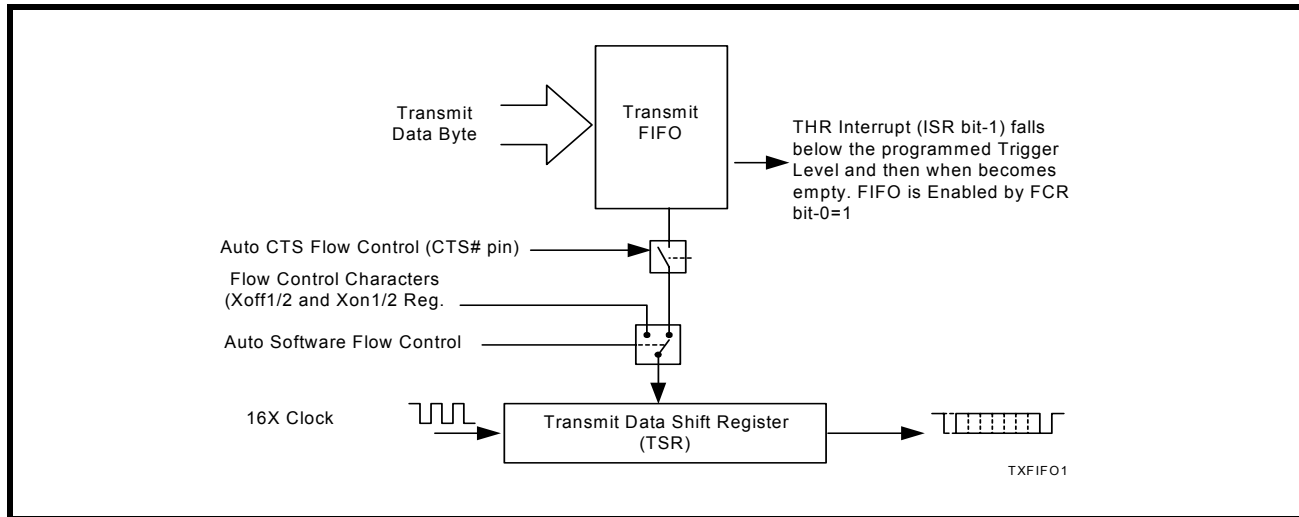 Transmit
Data Byte
Transmit
FIFO
THR Interrupt (ISR bit-1) falls
below the programmed Trigger
Level and then when becomes
empty. FIFO is Enabled by FCR
bit-0=1
Auto CTS Flow Control (CTS# pin)
Flow Control Characters
(Xoff1/2 and Xon1/2 Reg.
Auto Software Flow Control
16X Clock
Transmit Data Shift Register
(TSR)
TXFIFO1